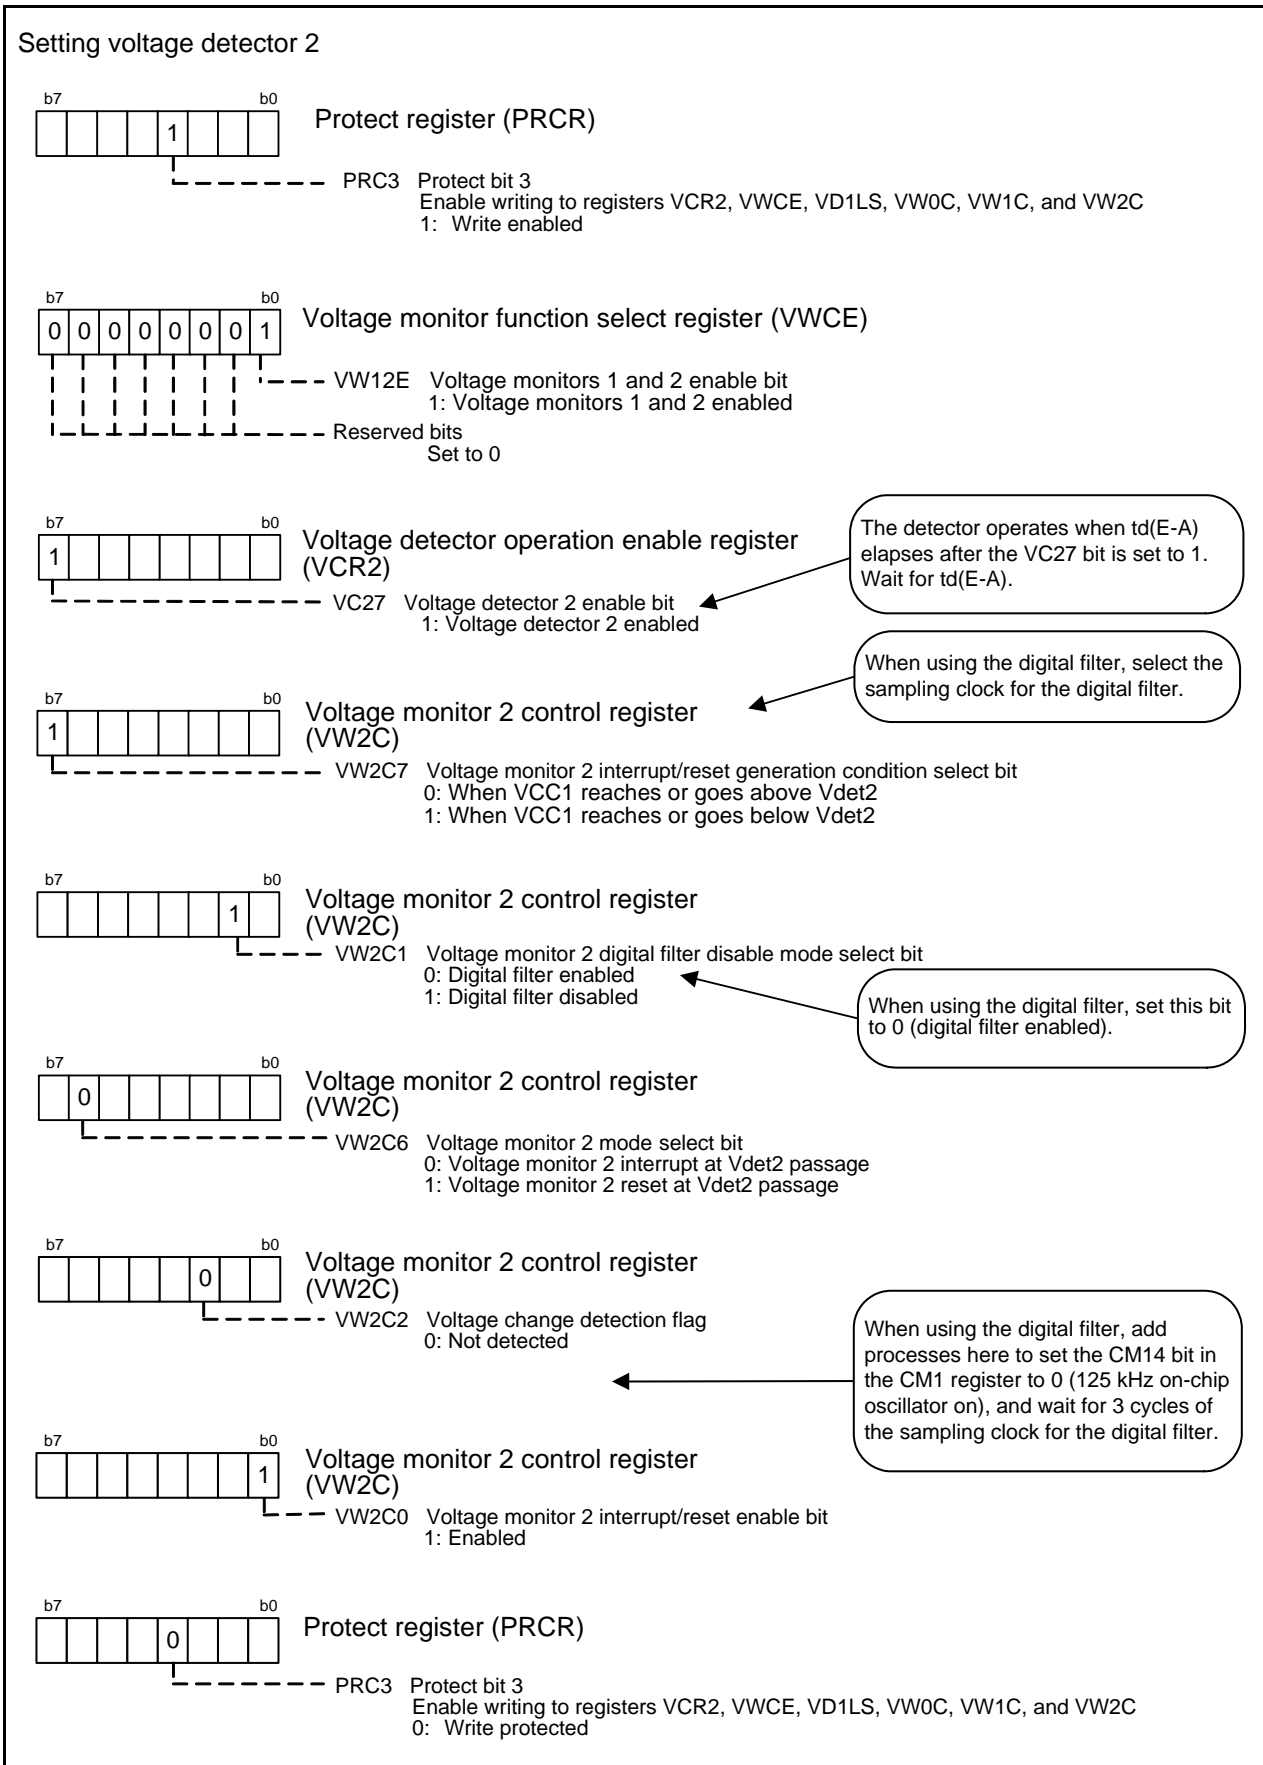 Setting voltage detector 2
b7 b0
1
Protect register (PRCR)
PRC3 Protect bit 3
Enable writing to registers VCR2, VWCE, VD1LS, VW0C, VW1C, and VW2C
1: Write enabled
b7 b0
0 0 0 0 0 0 0 1
Voltage monitor function select register (VWCE)
VW12E Voltage monitors 1 and 2 enable bit
1: Voltage monitors 1 and 2 enabled
Reserved bits
Set to 0
b7 b0
1
Voltage detector operation enable register
(VCR2)
VC27 Voltage detector 2 enable bit
1: Voltage detector 2 enabled
The detector operates when td(E-A)
elapses after the VC27 bit is set to 1.
Wait for td(E-A).
When using the digital filter, select the
sampling clock for the digital filter.
b7 b0
1
Voltage monitor 2 control register
(VW2C)
VW2C7 Voltage monitor 2 interrupt/reset generation condition select bit
0: When VCC1 reaches or goes above Vdet2
1: When VCC1 reaches or goes below Vdet2
b7 b0
1
Voltage monitor 2 control register
(VW2C)
VW2C1 Voltage monitor 2 digital filter disable mode select bit
0: Digital filter enabled
1: Digital filter disabled
When using the digital filter, set this bit
to 0 (digital filter enabled).
b7 b0
0
Voltage monitor 2 control register
(VW2C)
VW2C6 Voltage monitor 2 mode select bit
0: Voltage monitor 2 interrupt at Vdet2 passage
1: Voltage monitor 2 reset at Vdet2 passage
b7 b0
0
Voltage monitor 2 control register
(VW2C)
VW2C2 Voltage change detection flag
0: Not detected
When using the digital filter, add
processes here to set the CM14 bit in
the CM1 register to 0 (125 kHz on-chip
oscillator on), and wait for 3 cycles of
the sampling clock for the digital filter.
b7 b0
1
Voltage monitor 2 control register
(VW2C)
VW2C0 Voltage monitor 2 interrupt/reset enable bit
1: Enabled
b7 b0
0
Protect register (PRCR)
PRC3 Protect bit 3
Enable writing to registers VCR2, VWCE, VD1LS, VW0C, VW1C, and VW2C
0: Write protected